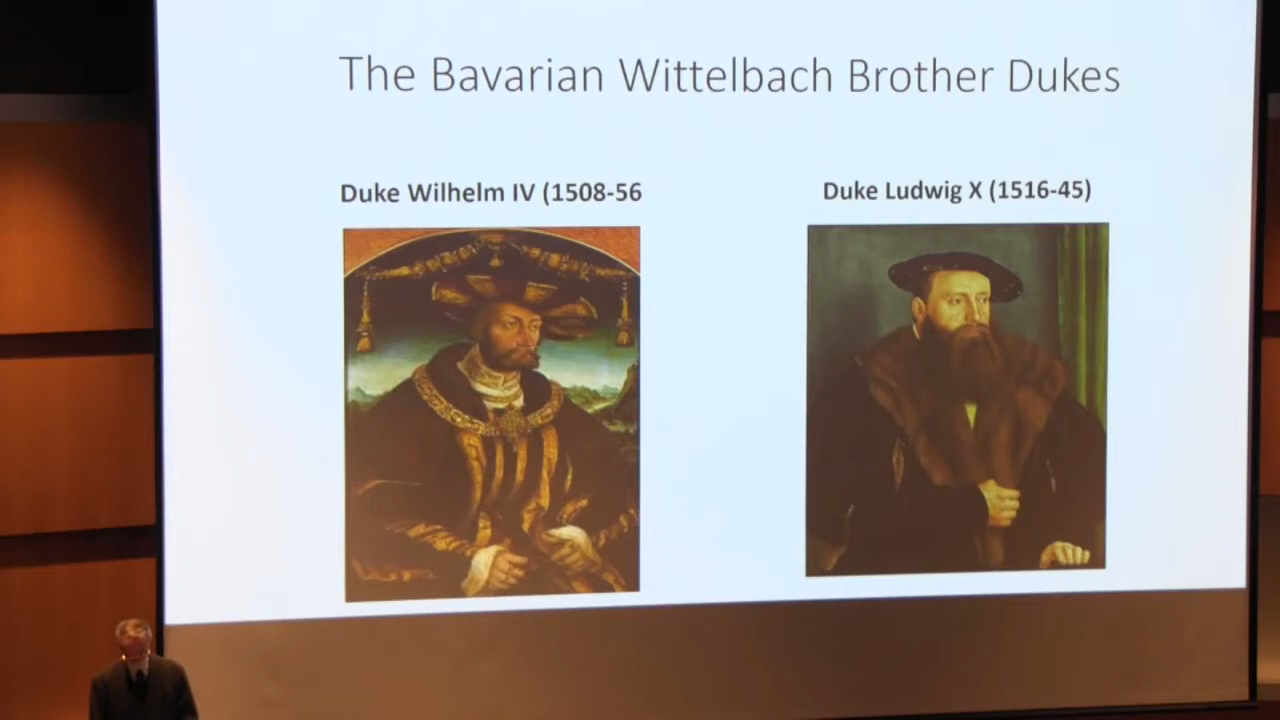 The Bavarian Wittelbach Brother Dukes
Duke Wilhelm IV (1508-56
Duke Ludwig X (1516-45)